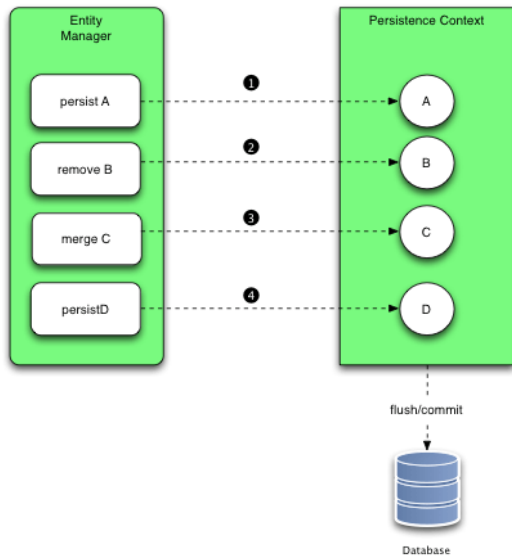 Entity
Manager
Persistence Context
persist A
1
A
remove B
2
B
merge C
3
C
persistD
4
D
flush/commit
Database